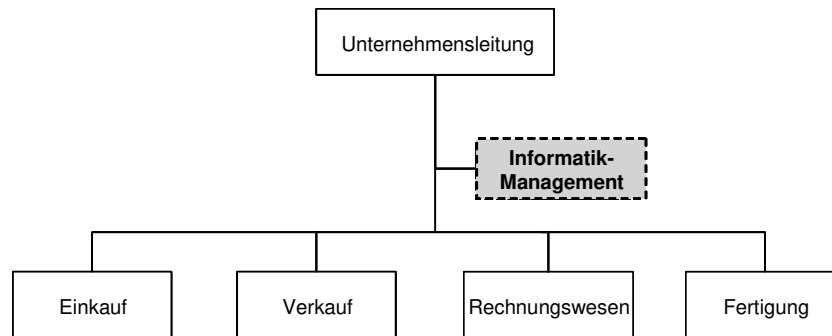 Unternehmensleitung
Informatik-
Management
Einkauf
Verkauf
Rechnungswesen
Fertigung